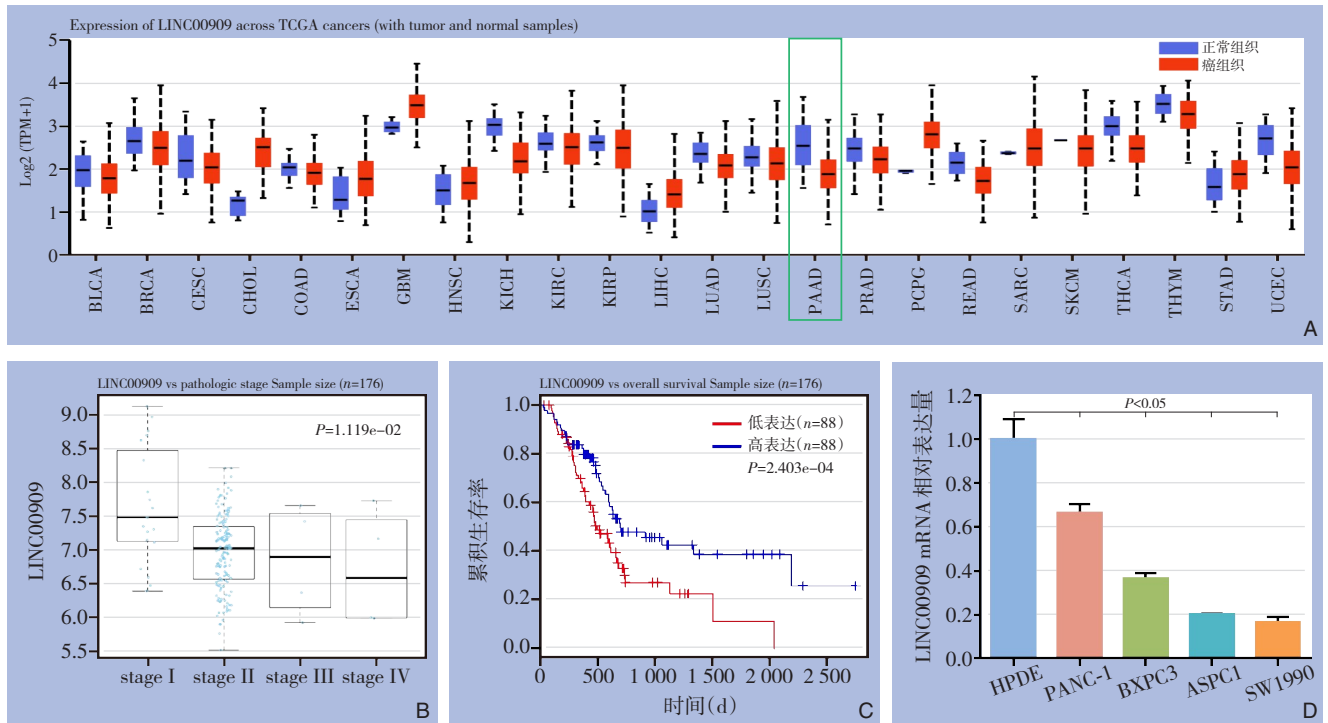 Expression of LINC00909 across TCGA cancers (with tumor and normal samples)
正常组织
癌组织
Log2 (TPM+1)
5
4
3
2
1
0
BLCA
BRCA
CESC
CHOL
COAD
ESCA
GBM
HNSC
KICH
KIRC
KIRP
LIHC
LUAD
LUSC
PAAD
PRAD
PCPG
READ
SARC
SKCM
THCA
THYM
STAD
UCEC
A
LINC00909 vs pathologic stage Sample size (n=176)
P=1.119e-02
LINC00909
9.0
8.5
8.0
7.5
7.0
6.5
6.0
5.5
stage I
stage II
stage III
stage IV
B
LINC00909 vs overall survival Sample size (n=176)
低表达(n=88)
高表达(n=88)
P=2.403e-04
累积生存率
1.0
0.8
0.6
0.4
0.2
0.0
0
500
1 000
1 500
2 000
2 500
时间(d)
C
P<0.05
LINC00909 mRNA 相对表达量
1.2
1.0
0.8
0.6
0.4
0.2
0.0
HPDE
PANC-1
BXPC3
ASPC1
SW1990
D